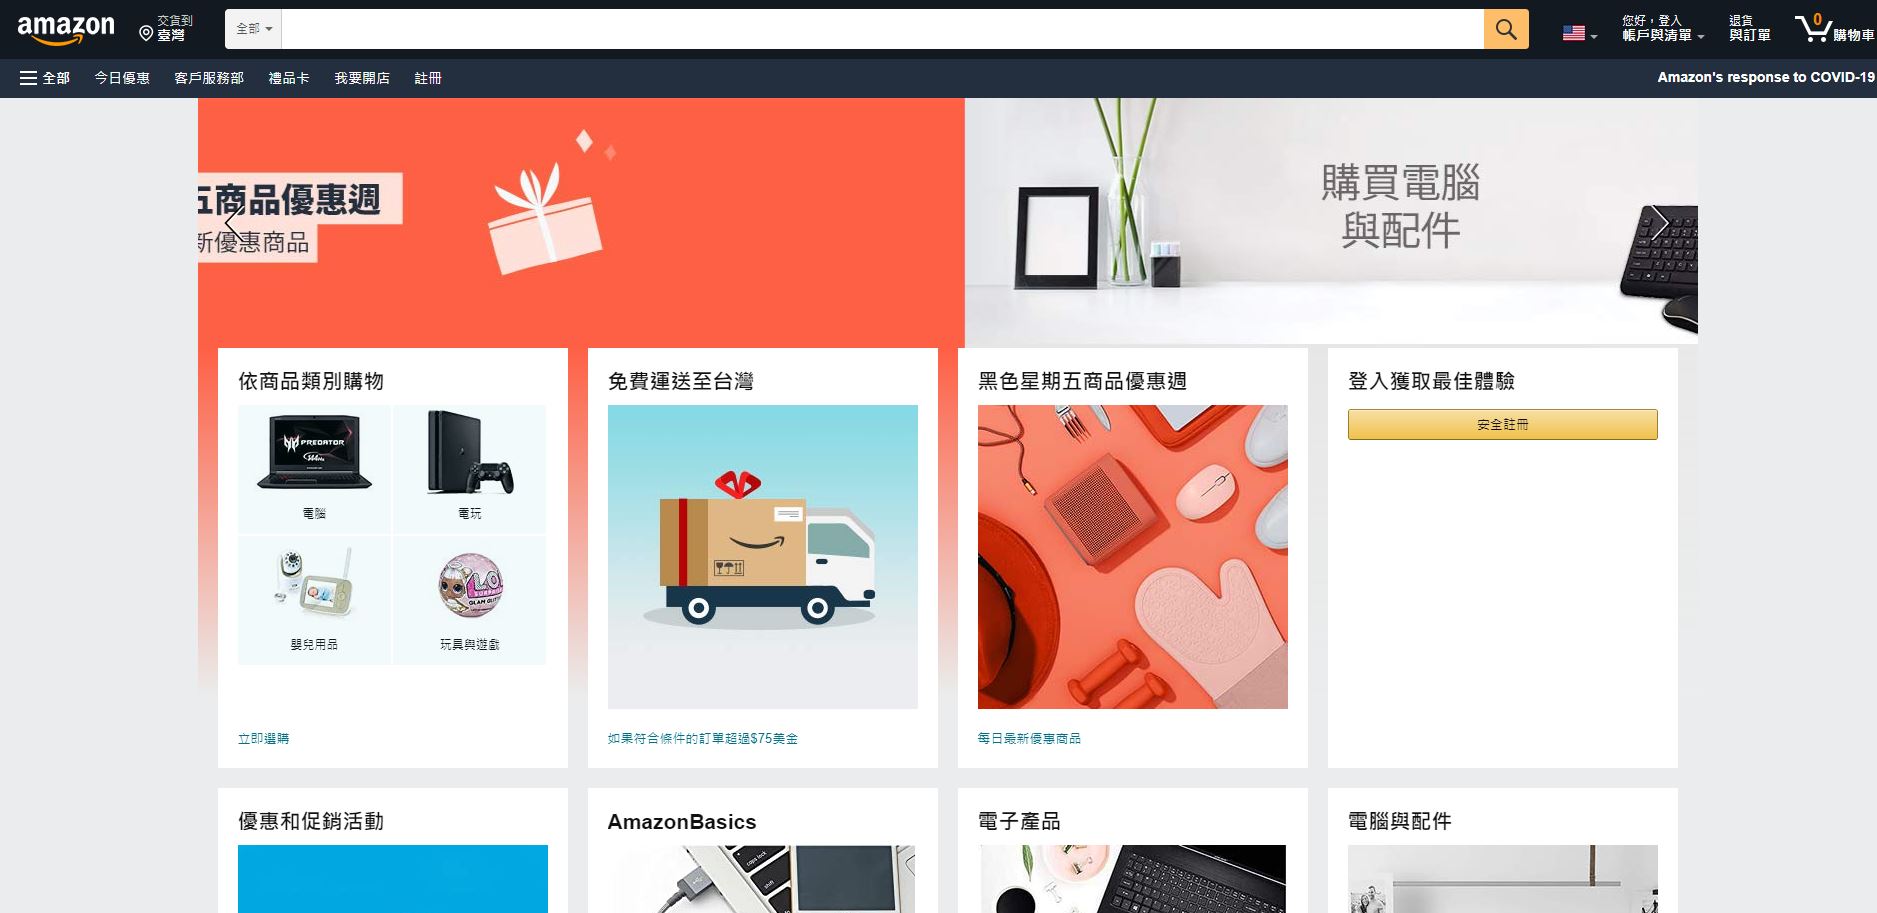 amazon
交貨到
臺灣
全部
您好，登入
帳戶與清單
退貨
與訂單
0
購物車
全部
今日優惠
客戶服務部
禮品卡
我要開店
註冊
Amazon's response to COVID-19
五商品優惠週
新優惠商品
購買電腦
與配件
依商品類別購物
PREDATOR
144Hz
電腦
電玩
嬰兒用品
L.O.L.
SURPRISE
GLAM GLITTER
玩具與遊戲
立即選購
免費運送至台灣
如果符合條件的訂單超過$75美金
黑色星期五商品優惠週
每日最新優惠商品
登入獲取最佳體驗
安全註冊
優惠和促銷活動
AmazonBasics
caps lock
shift
電子產品
電腦與配件